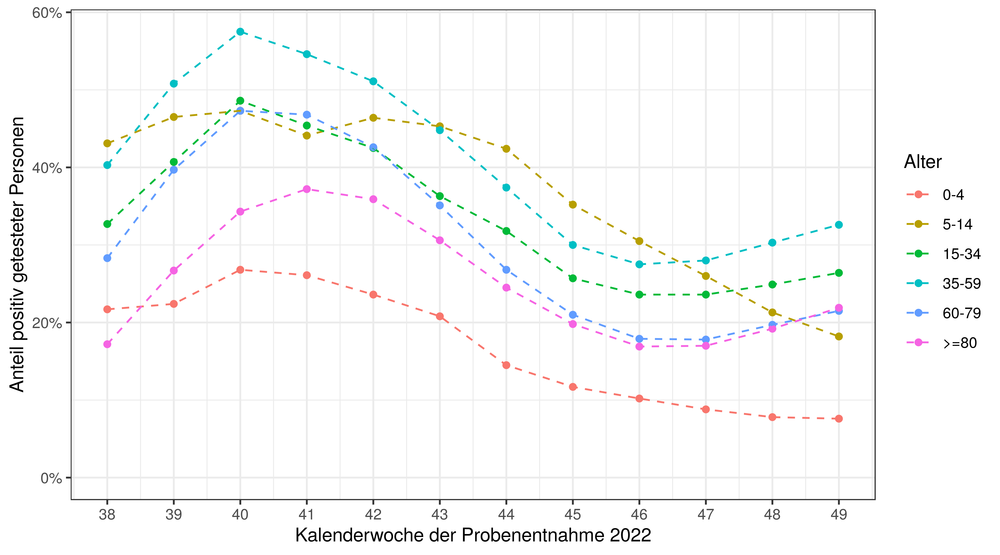 Anteil positiv getesteter Personen
60%
40%
20%
0%
38 39 40 41 42 43 44 45 46 47 48 49
Kalenderwoche der Probenentnahme 2022
Alter
0-4
5-14
15-34
35-59
60-79
>=80